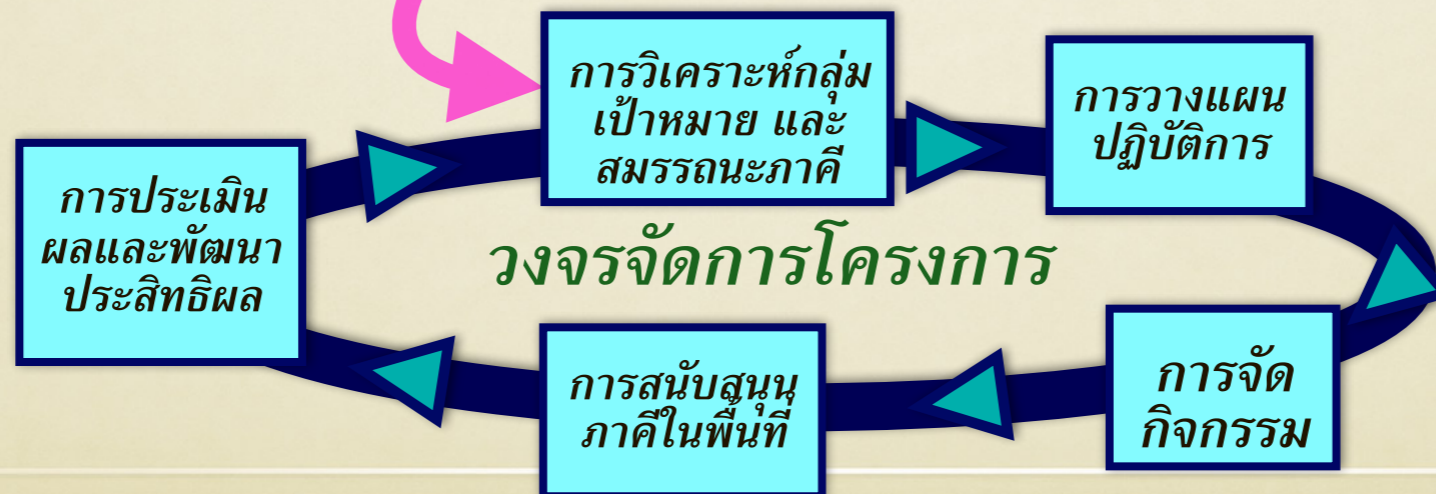 การวิเคราะห์กลุ่ม
เป้าหมาย และ
สมรรถนะภาคี
การวางแผน
ปฏิบัติการ
การประเมิน
ผลและพัฒนา
ประสิทธิผล
วงจรจัดการโครงการ
การสนับสนุน
ภาคีในพื้นที่
การจัด
กิจกรรม